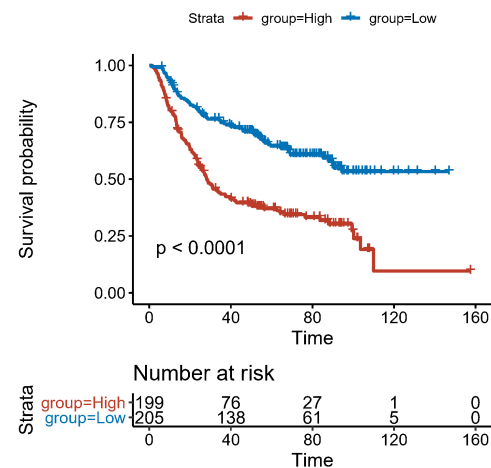 Strata group=High group=Low
Survival probability
1.00
0.75
0.50
0.25
0.00
p < 0.0001
0 40 80 120 160
Time
Number at risk
Strata
group=High 199 76 27 1 0
group=Low 205 138 61 5 0
0 40 80 120 160
Time